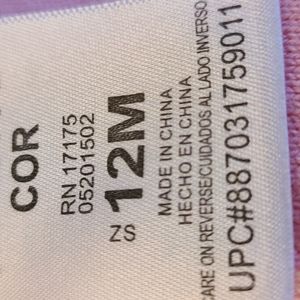 COR
RN 17175
05201502
12M
ZS
MADE IN CHINA
HECHO EN CHINA
ARE ON REVERSE/CUIDADOS AL LADO INVERSO
UPC#887031759011